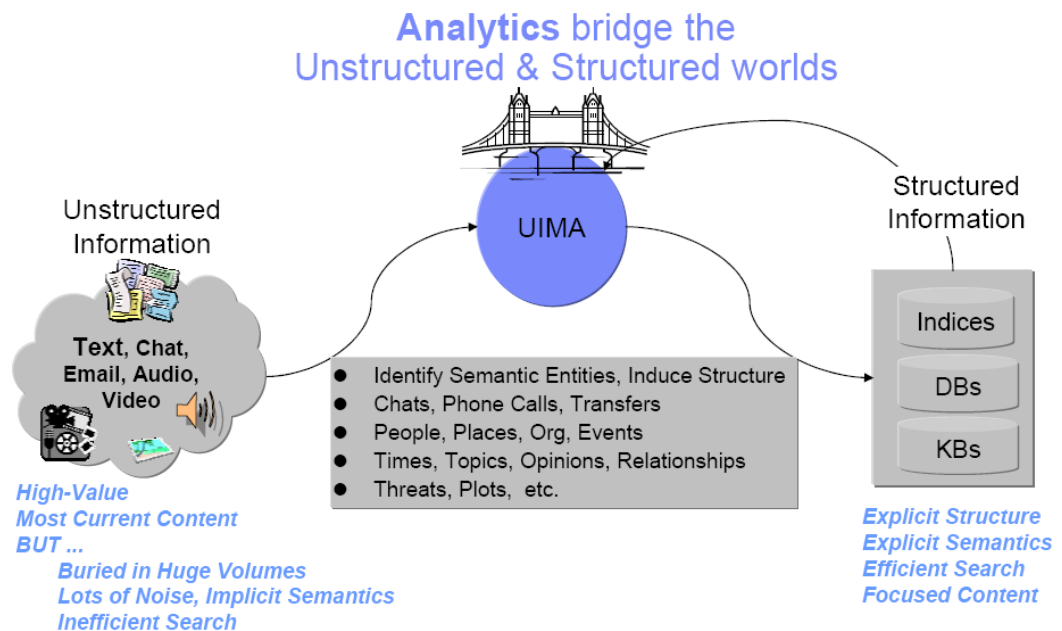 Analytics bridge the
Unstructured & Structured worlds
Unstructured
Information
Text, Chat,
Email, Audio,
Video
High-Value
Most Current Content
BUT ...
Buried in Huge Volumes
Lots of Noise, Implicit Semantics
Inefficient Search
UIMA
● Identify Semantic Entities, Induce Structure
● Chats, Phone Calls, Transfers
● People, Places, Org, Events
● Times, Topics, Opinions, Relationships
● Threats, Plots, etc.
Structured
Information
Indices
DBs
KBs
Explicit Structure
Explicit Semantics
Efficient Search
Focused Content